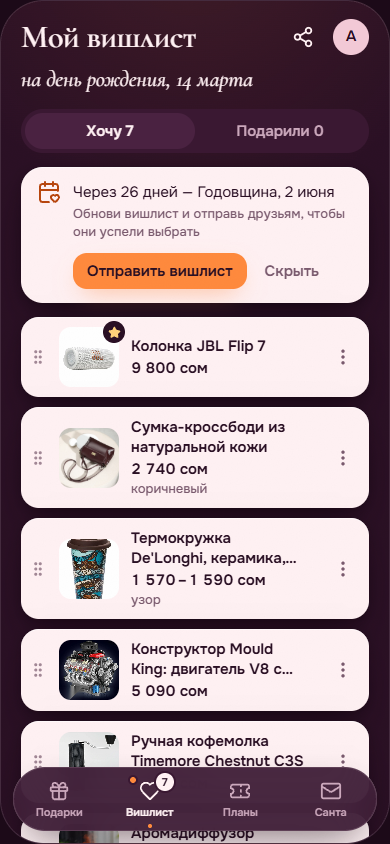 Мой вишлист
A
на день рождения, 14 марта
Хочу 7
Подарили 0
Через 26 дней — Годовщина, 2 июня
Обнови вишлист и отправь друзьям, чтобы
они успели выбрать
Отправить вишлист
Скрыть
Колонка JBL Flip 7
9 800 сом
Сумка-кроссбоди из
натуральной кожи
2 740 сом
коричневый
Термокружка
De'Longhi, керамика,...
1 570 – 1 590 сом
узор
Конструктор Mould
King: двигатель V8 с...
5 090 сом
Ручная кофемолка
Timemore Chestnut C3S
7
Подарки
Вишлист
Планы
Санта
Аромадиффузор